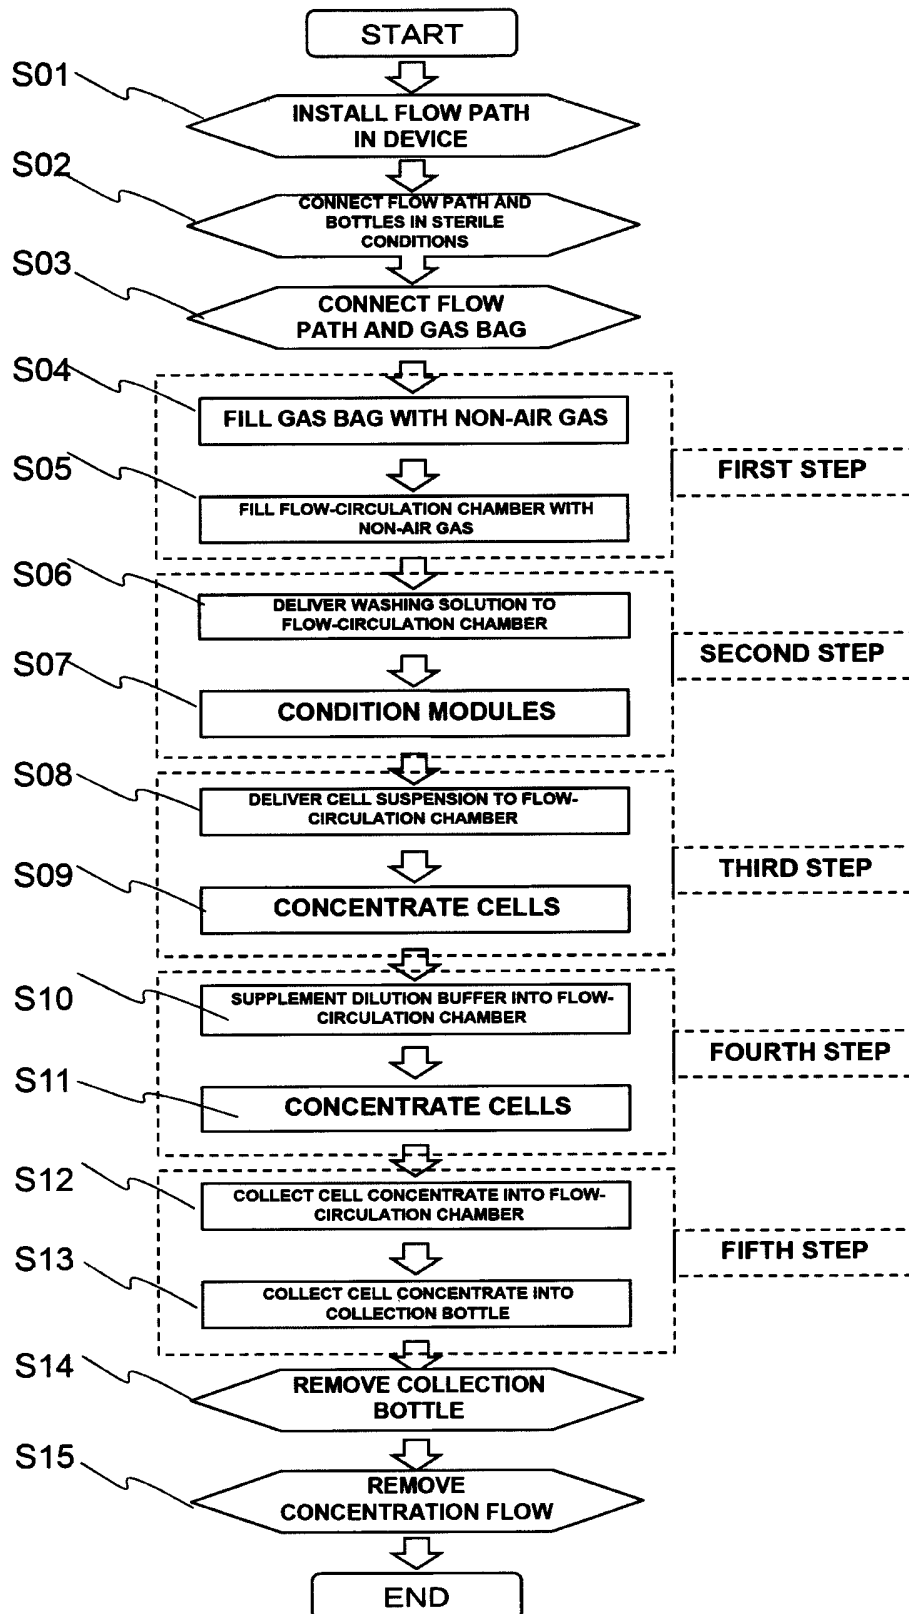 START
S01
INSTALL FLOW PATH
IN DEVICE
S02
CONNECT FLOW PATH AND
BOTTLES IN STERILE
CONDITIONS
S03
CONNECT FLOW
PATH AND GAS BAG
S04
FILL GAS BAG WITH NON-AIR GAS
S05
FILL FLOW-CIRCULATION CHAMBER WITH
NON-AIR GAS
FIRST STEP
S06
DELIVER WASHING SOLUTION TO
FLOW-CIRCULATION CHAMBER
S07
CONDITION MODULES
SECOND STEP
S08
DELIVER CELL SUSPENSION TO FLOW-
CIRCULATION CHAMBER
S09
CONCENTRATE CELLS
THIRD STEP
S10
SUPPLEMENT DILUTION BUFFER INTO FLOW-
CIRCULATION CHAMBER
S11
CONCENTRATE CELLS
FOURTH STEP
S12
COLLECT CELL CONCENTRATE INTO FLOW-
CIRCULATION CHAMBER
S13
COLLECT CELL CONCENTRATE INTO
COLLECTION BOTTLE
FIFTH STEP
S14
REMOVE COLLECTION
BOTTLE
S15
REMOVE
CONCENTRATION FLOW
END